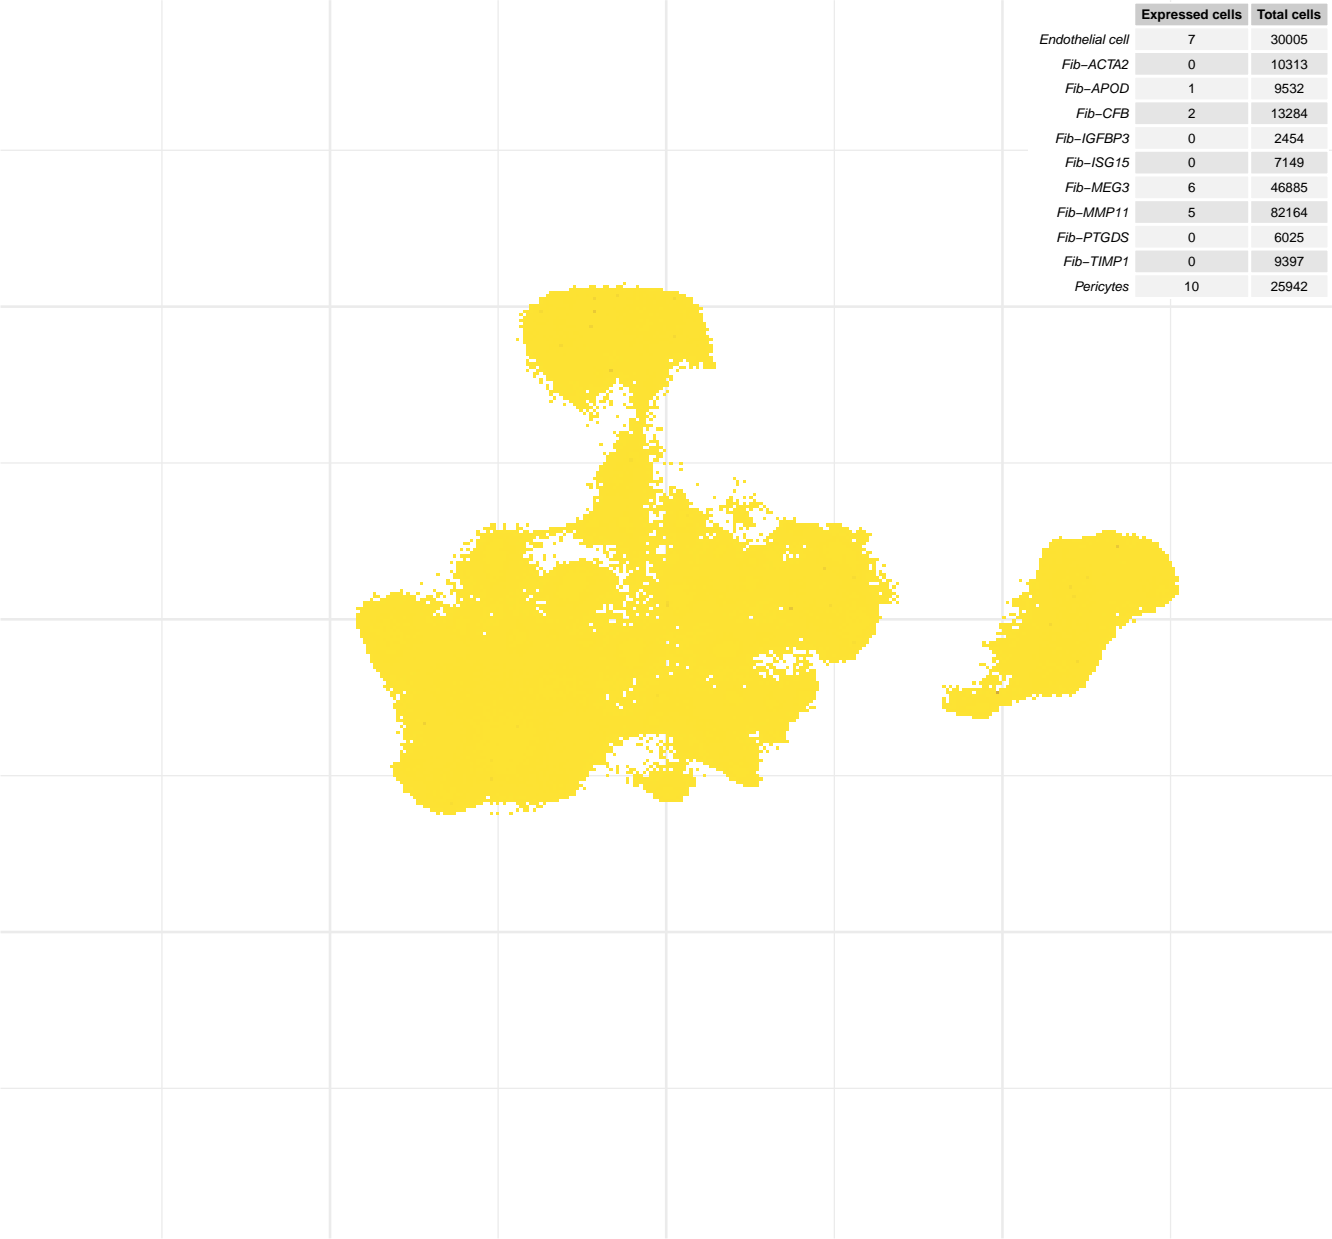 Expressed cells Total cells
Endothelial cell 7 30005
Fib−ACTA2 0 10313
Fib−APOD 1 9532
Fib−CFB 2 13284
Fib−IGFBP3 0 2454
Fib−ISG15 0 7149
Fib−MEG3 6 46885
Fib−MMP11 5 82164
Fib−PTGDS 0 6025
Fib−TIMP1 0 9397
Pericytes 10 25942